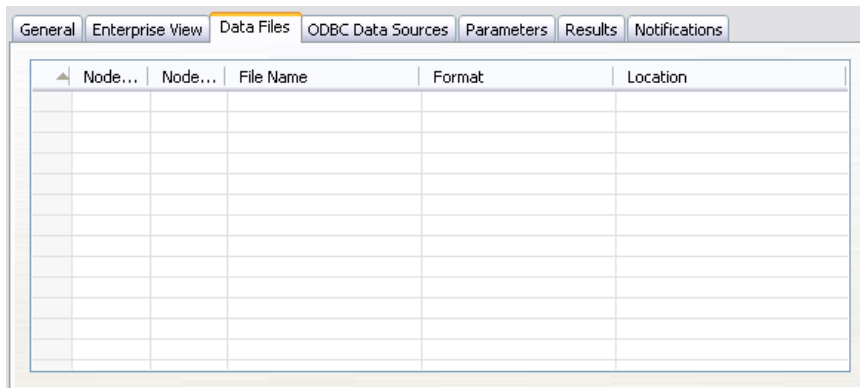 General Enterprise View Data Files ODBC Data Sources Parameters Results Notifications
Node... Node... File Name Format Location